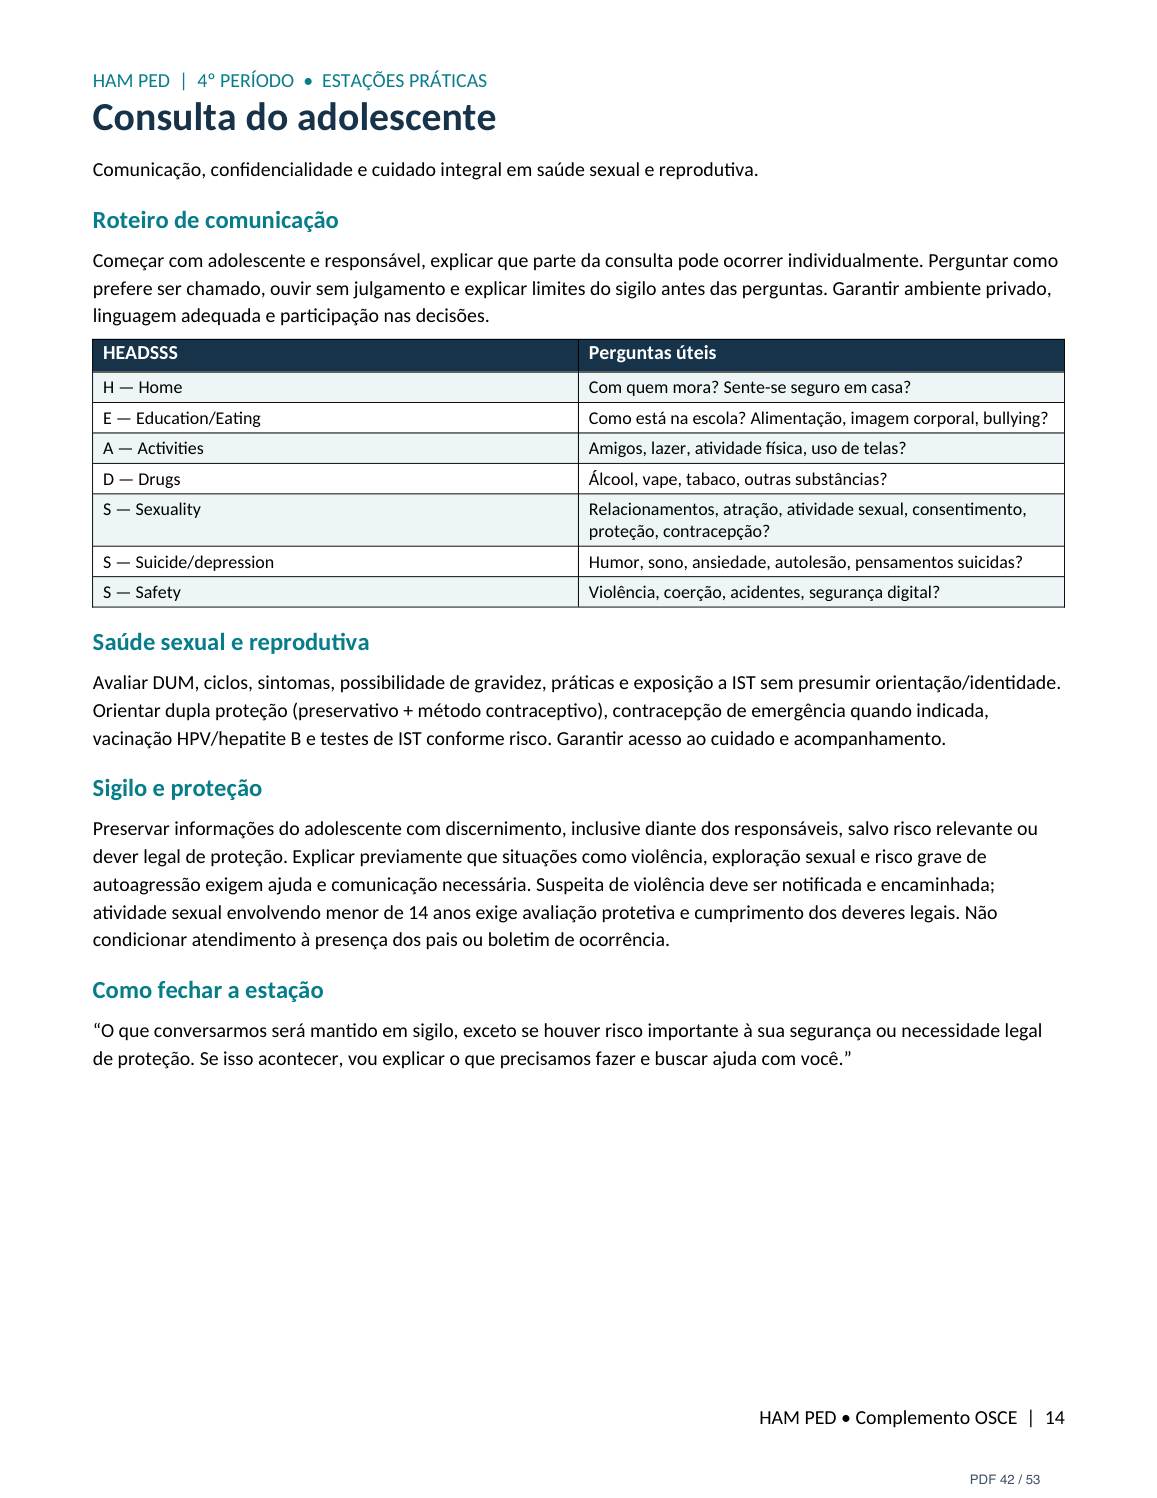 HAM PED | 4º PERÍODO • ESTAÇÕES PRÁTICAS
Consulta do adolescente
Comunicação, confidencialidade e cuidado integral em saúde sexual e reprodutiva.
Roteiro de comunicação
Começar com adolescente e responsável, explicar que parte da consulta pode ocorrer individualmente. Perguntar como
prefere ser chamado, ouvir sem julgamento e explicar limites do sigilo antes das perguntas. Garantir ambiente privado,
linguagem adequada e participação nas decisões.
HEADSSS Perguntas úteis
H — Home Com quem mora? Sente-se seguro em casa?
E — Education/Eating Como está na escola? Alimentação, imagem corporal, bullying?
A — Activities Amigos, lazer, atividade física, uso de telas?
D — Drugs Álcool, vape, tabaco, outras substâncias?
S — Sexuality Relacionamentos, atração, atividade sexual, consentimento,
proteção, contracepção?
S — Suicide/depression Humor, sono, ansiedade, autolesão, pensamentos suicidas?
S — Safety Violência, coerção, acidentes, segurança digital?
Saúde sexual e reprodutiva
Avaliar DUM, ciclos, sintomas, possibilidade de gravidez, práticas e exposição a IST sem presumir orientação/identidade.
Orientar dupla proteção (preservativo + método contraceptivo), contracepção de emergência quando indicada,
vacinação HPV/hepatite B e testes de IST conforme risco. Garantir acesso ao cuidado e acompanhamento.
Sigilo e proteção
Preservar informações do adolescente com discernimento, inclusive diante dos responsáveis, salvo risco relevante ou
dever legal de proteção. Explicar previamente que situações como violência, exploração sexual e risco grave de
autoagressão exigem ajuda e comunicação necessária. Suspeita de violência deve ser notificada e encaminhada;
atividade sexual envolvendo menor de 14 anos exige avaliação protetiva e cumprimento dos deveres legais. Não
condicionar atendimento à presença dos pais ou boletim de ocorrência.
Como fechar a estação
“O que conversarmos será mantido em sigilo, exceto se houver risco importante à sua segurança ou necessidade legal
de proteção. Se isso acontecer, vou explicar o que precisamos fazer e buscar ajuda com você.”
HAM PED • Complemento OSCE | 14
PDF 42 / 53